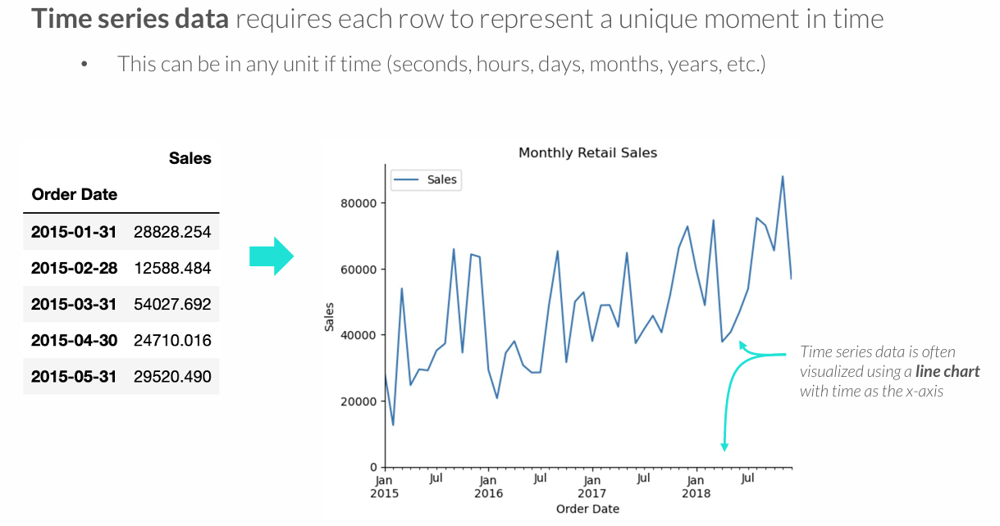 Time series data requires each row to represent a unique moment in time
• This can be in any unit if time (seconds, hours, days, months, years, etc.)
Sales
Order Date
2015-01-31 28828.254
2015-02-28 12588.484
2015-03-31 54027.692
2015-04-30 24710.016
2015-05-31 29520.490
Monthly Retail Sales
Sales
80000
60000
40000
20000
0
Sales
Jan Jul Jan Jul Jan Jul Jan Jul
2015 2016 2017 2018
Order Date
Time series data is often
visualized using a line chart
with time as the x-axis